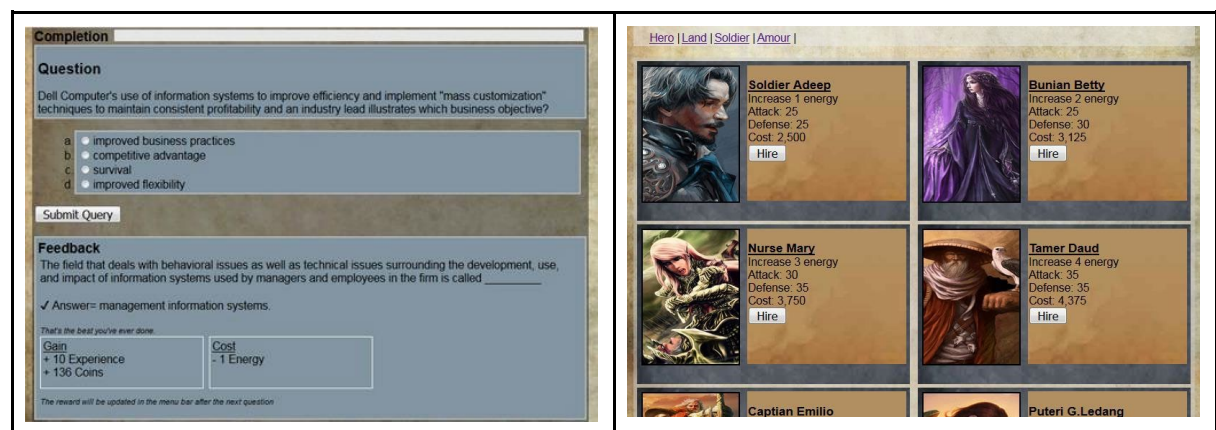 Completion
Question
Dell Computer's use of information systems to improve efficiency and implement "mass customization"
techniques to maintain consistent profitability and an industry lead illustrates which business objective?
a improved business practices
b. competitive advantage
c. survival
d. improved flexibility
Submit Query
Feedback
The field that deals with behavioral issues as well as technical issues surrounding the development, use,
and impact of information systems used by managers and employees in the firm is called _________
✓ Answer= management information systems.
That's the best you've ever done.
Gain
+ 10 Experience
+ 136 Coins
Cost
- 1 Energy
The reward will be updated in the menu bar after the next question
Hero | Land | Soldier | Amour |
Soldier Adeep
Increase 1 energy
Attack: 25
Defense: 25
Cost: 2,500
Hire
Bunian Betty
Increase 2 energy
Attack: 25
Defense: 30
Cost: 3,125
Hire
Nurse Mary
Increase 3 energy
Attack: 30
Defense: 35
Cost: 3,750
Hire
Tamer Daud
Increase 4 energy
Attack: 35
Defense: 35
Cost: 4,375
Hire
Captian Emilio
Puteri G.Ledang